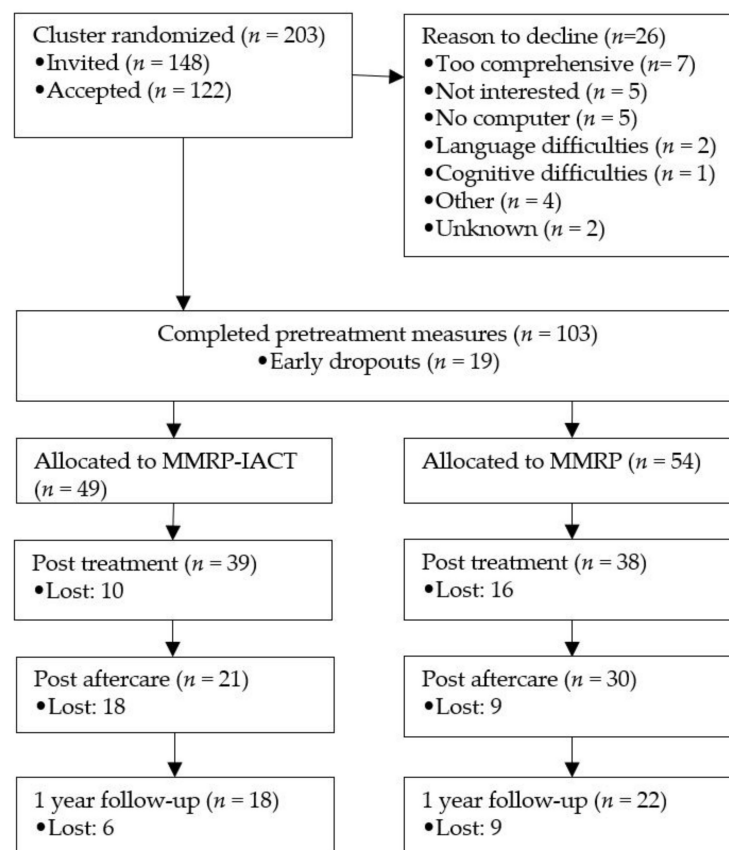 Cluster randomized (n = 203)
•Invited (n = 148)
•Accepted (n = 122)
Reason to decline (n=26)
•Too comprehensive (n= 7)
•Not interested (n = 5)
•No computer (n = 5)
•Language difficulties (n = 2)
•Cognitive difficulties (n = 1)
•Other (n = 4)
•Unknown (n = 2)
Completed pretreatment measures (n = 103)
•Early dropouts (n = 19)
Allocated to MMRP-IACT
(n = 49)
Allocated to MMRP (n = 54)
Post treatment (n = 39)
•Lost: 10
Post treatment (n = 38)
•Lost: 16
Post aftercare (n = 21)
•Lost: 18
Post aftercare (n = 30)
•Lost: 9
1 year follow-up (n = 18)
•Lost: 6
1 year follow-up (n = 22)
•Lost: 9